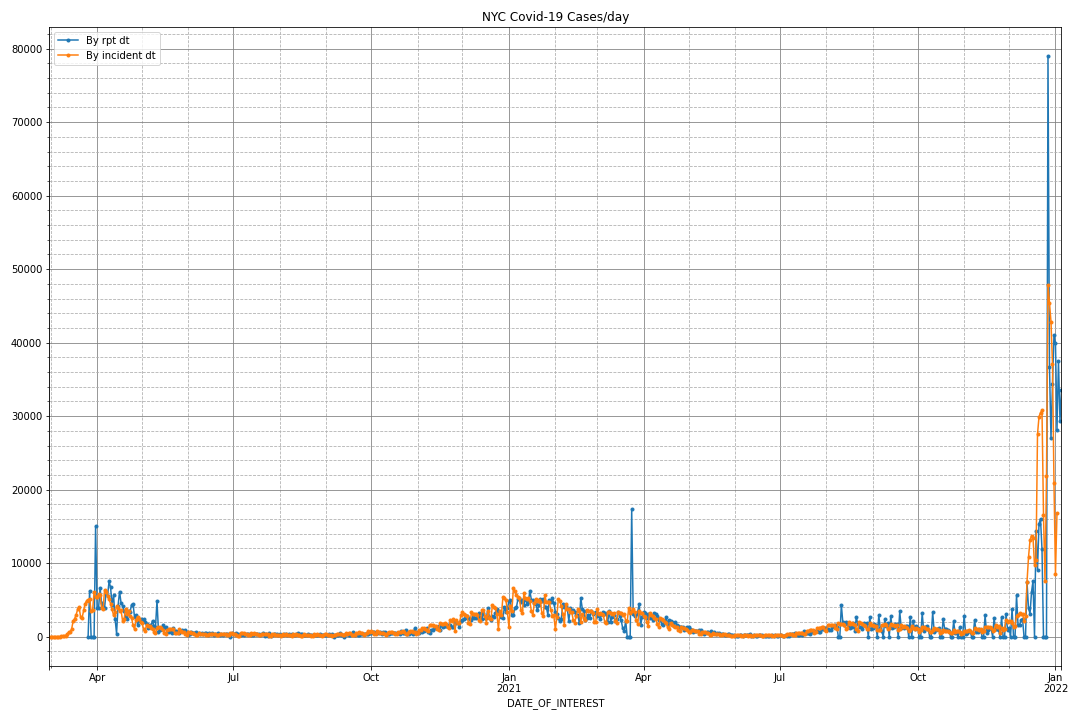 NYC Covid-19 Cases/day
By rpt dt
By incident dt
80000
70000
60000
50000
40000
30000
20000
10000
0
Apr Jul Oct Jan Apr Jul Oct Jan
2021 2022
DATE_OF_INTEREST